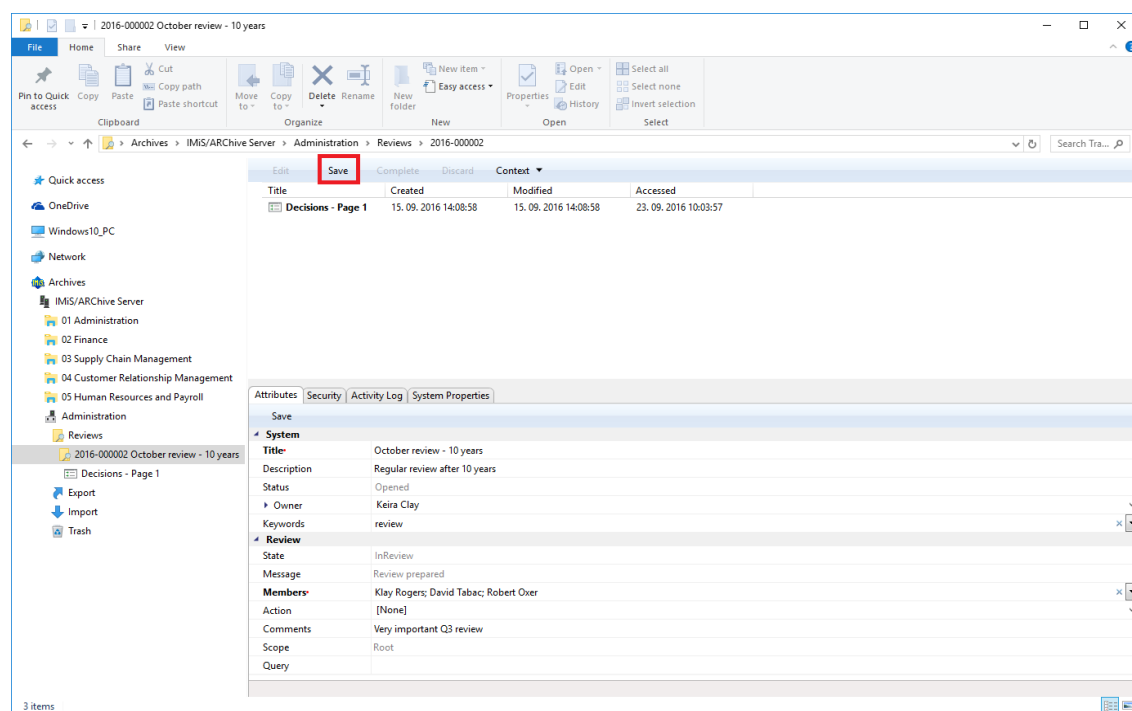 2016-000002 October review - 10 years
File Home Share View
Pin to Quick access
Copy
Paste
Cut
Copy path
Paste shortcut
Clipboard
Move to
Copy to
Delete
Rename
Organize
New folder
New item
Easy access
New
Properties
Open
Edit
History
Open
Select all
Select none
Invert selection
Select
Archives › IMiS/ARChive Server › Administration › Reviews › 2016-000002
Search Tra...
Quick access
OneDrive
Windows10_PC
Network
Archives
IMiS/ARChive Server
01 Administration
02 Finance
03 Supply Chain Management
04 Customer Relationship Management
05 Human Resources and Payroll
Administration
Reviews
2016-000002 October review - 10 years
Decisions - Page 1
Export
Import
Trash
Edit Save Complete Discard Context
Title Created Modified Accessed
Decisions - Page 1 15. 09. 2016 14:08:58 15. 09. 2016 14:08:58 23. 09. 2016 10:03:57
Attributes Security Activity Log System Properties
Save
System
Title• October review - 10 years
Description Regular review after 10 years
Status Opened
Owner Keira Clay
Keywords review
Review
State InReview
Message Review prepared
Members• Klay Rogers; David Tabac; Robert Oxer
Action [None]
Comments Very important Q3 review
Scope Root
Query
3 items